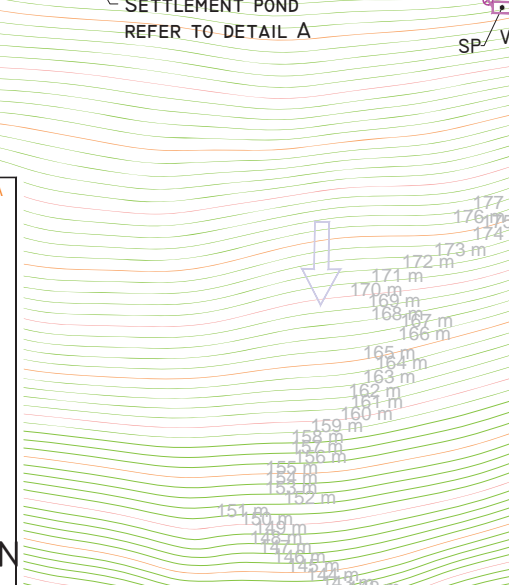 SETTLEMENT POND
REFER TO DETAIL A
SP
177
176 m
175
174
173 m
172 m
171 m
170 m
169 m
168 m
167 m
166 m
165 m
164 m
163 m
162 m
161 m
160 m
159 m
158 m
157 m
156 m
155 m
154 m
153 m
152 m
151 m
150 m
149 m
148 m
147 m
146 m
145 m
144 m
N